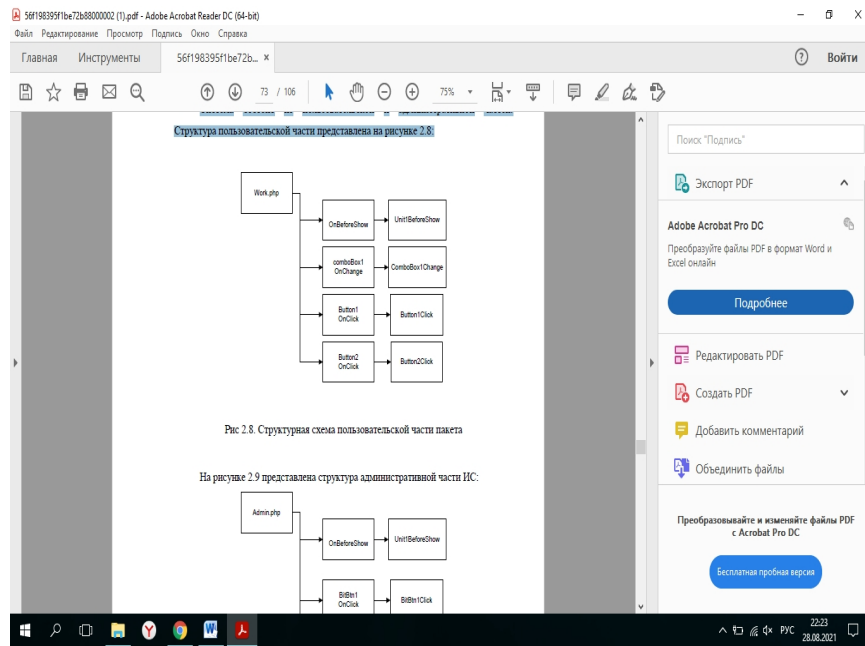 56f198395f1be72b88000002 (1).pdf - Adobe Acrobat Reader DC (64-bit)
Файл Редактирование Просмотр Подпись Окно Справка
Главная Инструменты 56f198395f1be72b... × ? Войти
73 / 106 75%
Структура пользовательской части представлена на рисунке 2.8:
Work.php
OnBeforeShow Unit1BeforeShow
comboBox1
OnChange
ComboBox1Change
Button1
OnClick
Button1Click
Button2
OnClick
Button2Click
Рис 2.8. Структурная схема пользовательской части пакета
На рисунке 2.9 представлена структура административной части ИС:
Admin.php
OnBeforeShow Unit1BeforeShow
BitBtn1
OnClick
BitBtn1Click
Поиск "Подпись"
Экспорт PDF
Adobe Acrobat Pro DC
Преобразуйте файлы PDF в формат Word и
Excel онлайн
Подробнее
Редактировать PDF
Создать PDF
Добавить комментарий
Объединить файлы
Преобразовывайте и изменяйте файлы PDF
с Acrobat Pro DC
Бесплатная пробная версия
РУС
22:23
28.08.2021